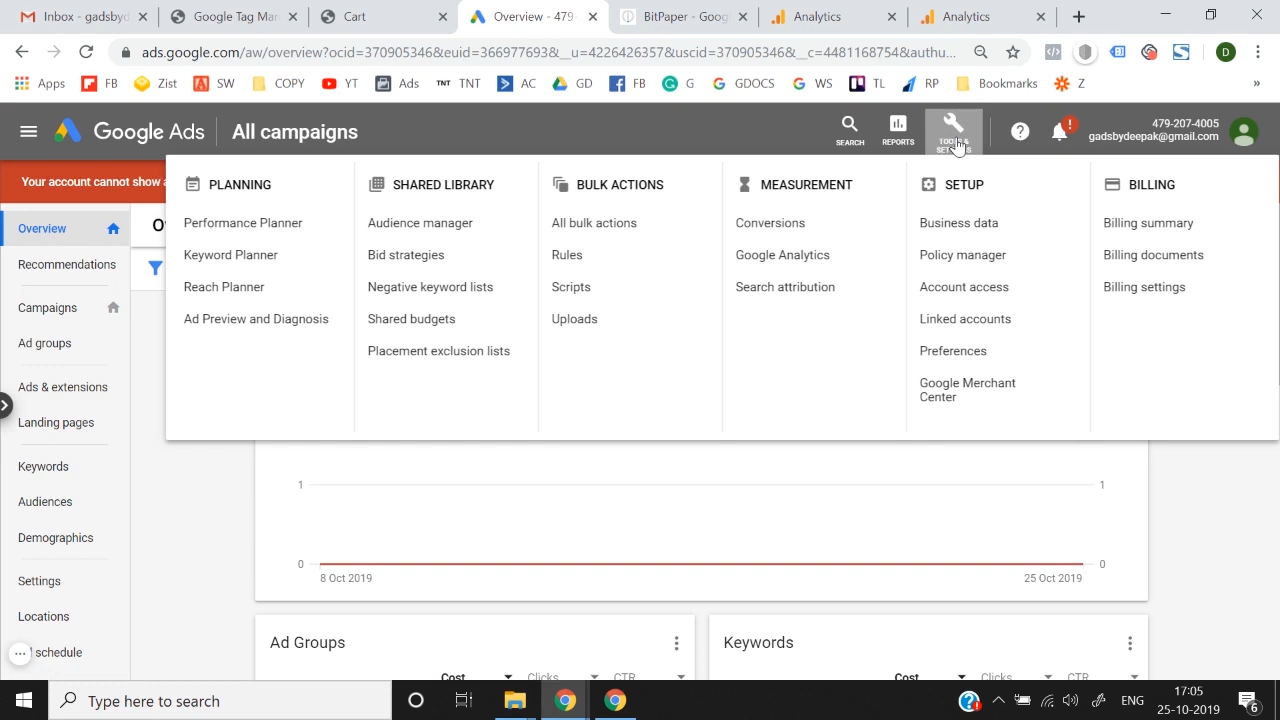 Inbox - gadsby
Google Tag Mar
Cart
Overview - 479-
BitPaper - Goog
Analytics
Analytics
ads.google.com/aw/overview?ocid=370905346&euid=366977693&__u=4226426357&uscid=370905346&__c=4481168754&authu...
D
Apps
FB
Zist
SW
COPY
YT
Ads
TNT
TNT
AC
GD
FB
G
GDOCS
WS
TL
RP
Bookmarks
Z
»
Google Ads
All campaigns
SEARCH
REPORTS
TOOLS &
479-207-4005
gadsbydeepak@gmail.com
Your account cannot show a
PLANNING
Performance Planner
Keyword Planner
Reach Planner
Ad Preview and Diagnosis
SHARED LIBRARY
Audience manager
Bid strategies
Negative keyword lists
Shared budgets
Placement exclusion lists
BULK ACTIONS
All bulk actions
Rules
Scripts
Uploads
MEASUREMENT
Conversions
Google Analytics
Search attribution
SETUP
Business data
Policy manager
Account access
Linked accounts
Preferences
Google Merchant
Center
BILLING
Billing summary
Billing documents
Billing settings
Overview
Recommendations
Campaigns
Ad groups
Ads & extensions
Landing pages
Keywords
Audiences
Demographics
Settings
Locations
schedule
1
1
0
0
8 Oct 2019
25 Oct 2019
Ad Groups
Cost
Clicks
CTR
Keywords
Cost
Clicks
CTR
Type here to search
ENG
17:05
25-10-2019
6